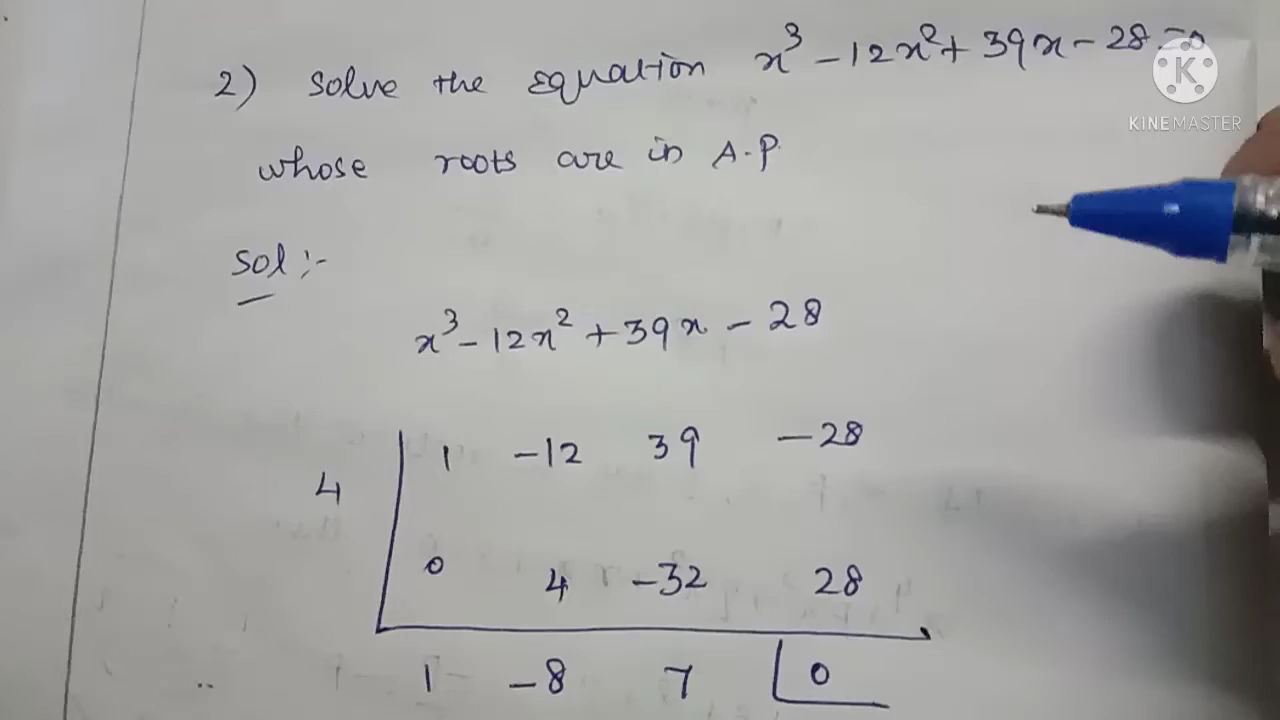 2) Solve the Equation x³ - 12x² + 39x - 28 = 0
K
KINEMASTER
whose roots are in A.P.
Sol :-
x³ - 12x² + 39x - 28
1 -12 39 -28
4
0 4 -32 28
1 -8 7 0